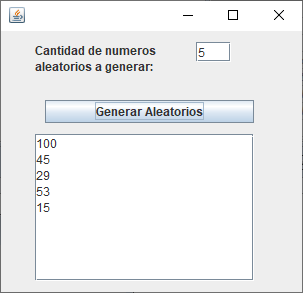 Cantidad de numeros
aleatorios a generar:
5
Generar Aleatorios
100
45
29
53
15